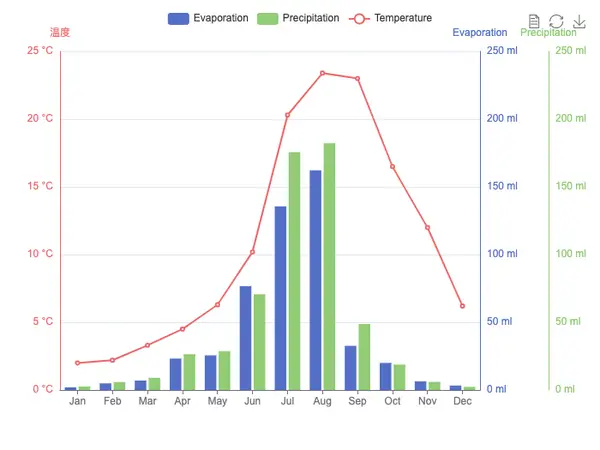 Evaporation Precipitation Temperature
温度 Evaporation Precipitation
25 °C 250 ml 250 ml
20 °C 200 ml 200 ml
15 °C 150 ml 150 ml
10 °C 100 ml 100 ml
5 °C 50 ml 50 ml
0 °C 0 ml 0 ml
Jan Feb Mar Apr May Jun Jul Aug Sep Oct Nov Dec